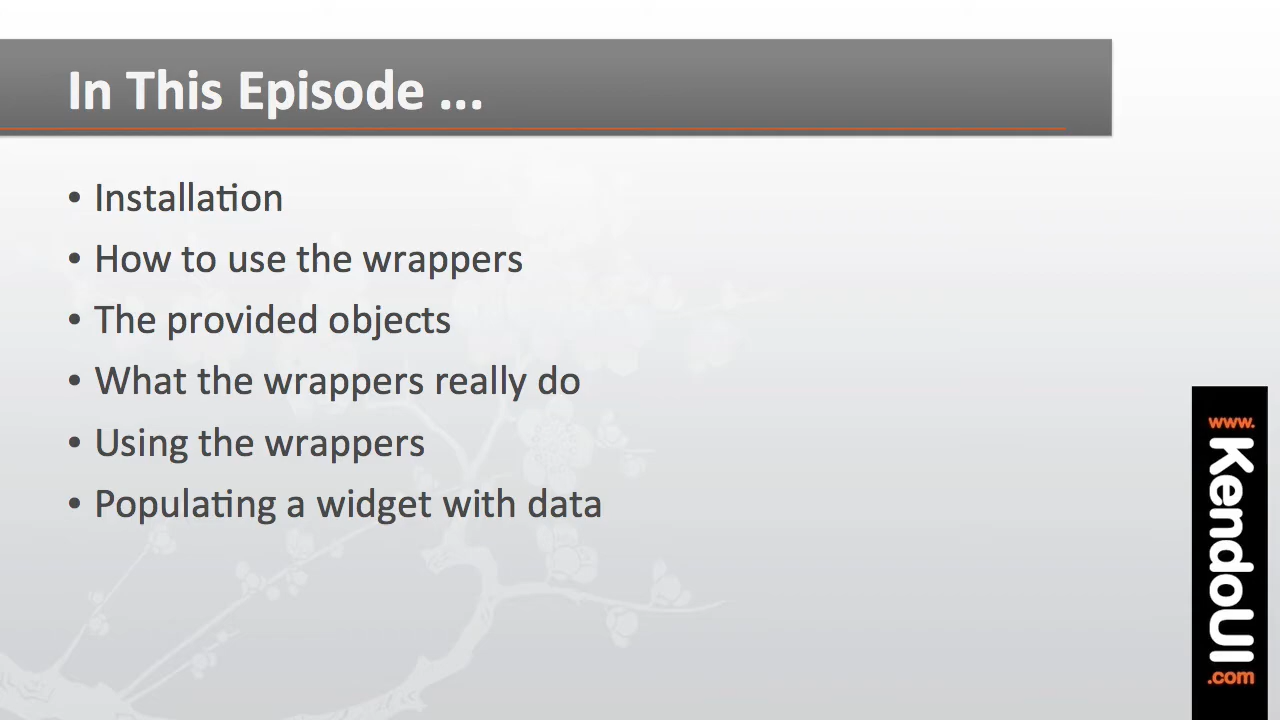 In This Episode ...
• Installation
• How to use the wrappers
• The provided objects
• What the wrappers really do
• Using the wrappers
• Populating a widget with data
www.
KendoUI
.com